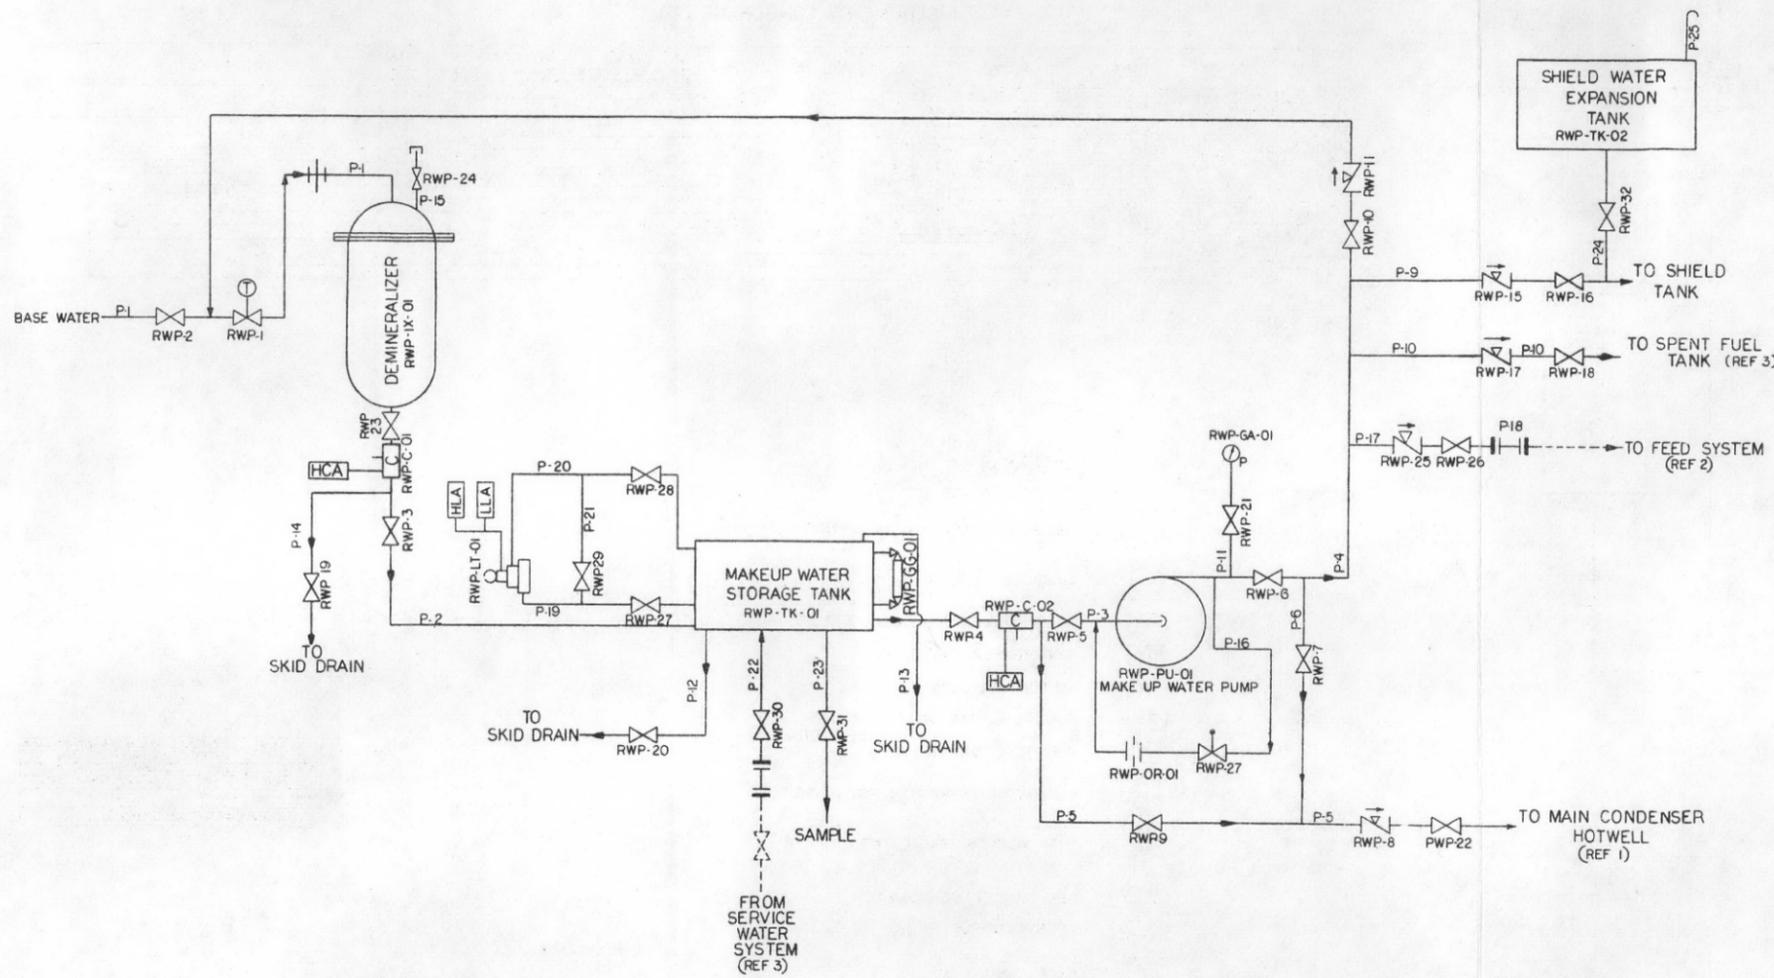 P-25
SHIELD WATER
EXPANSION
TANK
RWP-TK-02
RWP-11
P-1
RWP-24
P-15
RWP-32
RWP-10
P-24
P-9
TO SHIELD
TANK
RWP-15
RWP-16
DEMINERALIZER
RWP-IX-01
T
BASE WATER
P-1
RWP-2
RWP-1
P-10
P-10
TO SPENT FUEL
TANK (REF 3)
RWP-17
RWP-18
RWP
23
C
RWP-C-01
HCA
P-18
P-17
RWP-25
RWP-26
TO FEED SYSTEM
(REF 2)
RWP-GA-01
P
P-20
RWP-28
HLA
LLA
P-21
RWP-21
P-14
RWP-3
RWP-LT-01
RWP29
P-11
P-4
RWP-GG-01
RWP 19
MAKEUP WATER
STORAGE TANK
RWP-TK-01
P-19
RWP-27
P-2
RWP-6
RWP-C-02
C
P-3
RWP-4
RWP-5
P-6
P-16
RWP-7
TO
SKID DRAIN
HCA
RWP-PU-01
MAKE UP WATER PUMP
P-12
P-22
P-23
P-13
TO
SKID DRAIN
RWP-20
RWP-30
RWP-31
TO
SKID DRAIN
RWP-OR-01
RWP-27
SAMPLE
P-5
RWP9
P-5
RWP-8
PWP-22
TO MAIN CONDENSER
HOTWELL
(REF 1)
FROM
SERVICE
WATER
SYSTEM
(REF 3)